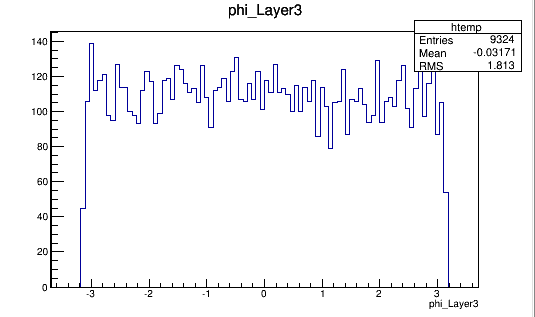 phi_Layer3
htemp
Entries 9324
Mean -0.03171
RMS 1.813
140
120
100
80
60
40
20
0
-3 -2 -1 0 1 2 3
phi_Layer3